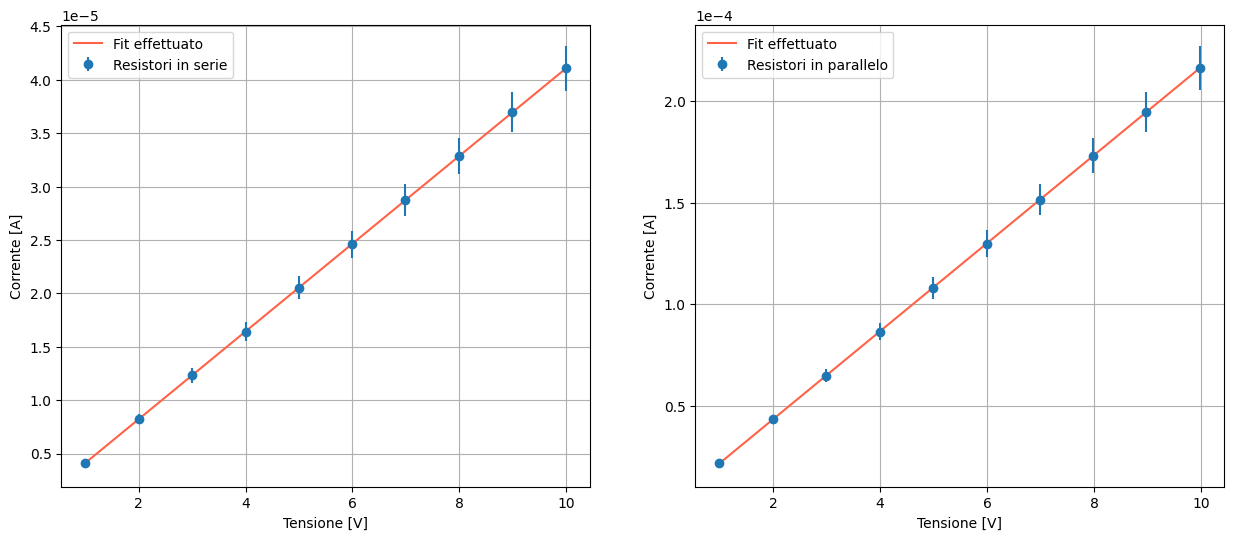 1e−5
Fit effettuato
Resistori in serie
4.5
4.0
3.5
3.0
2.5
2.0
1.5
1.0
0.5
Corrente [A]
2 4 6 8 10
Tensione [V]
1e−4
Fit effettuato
Resistori in parallelo
2.0
1.5
1.0
0.5
Corrente [A]
2 4 6 8 10
Tensione [V]